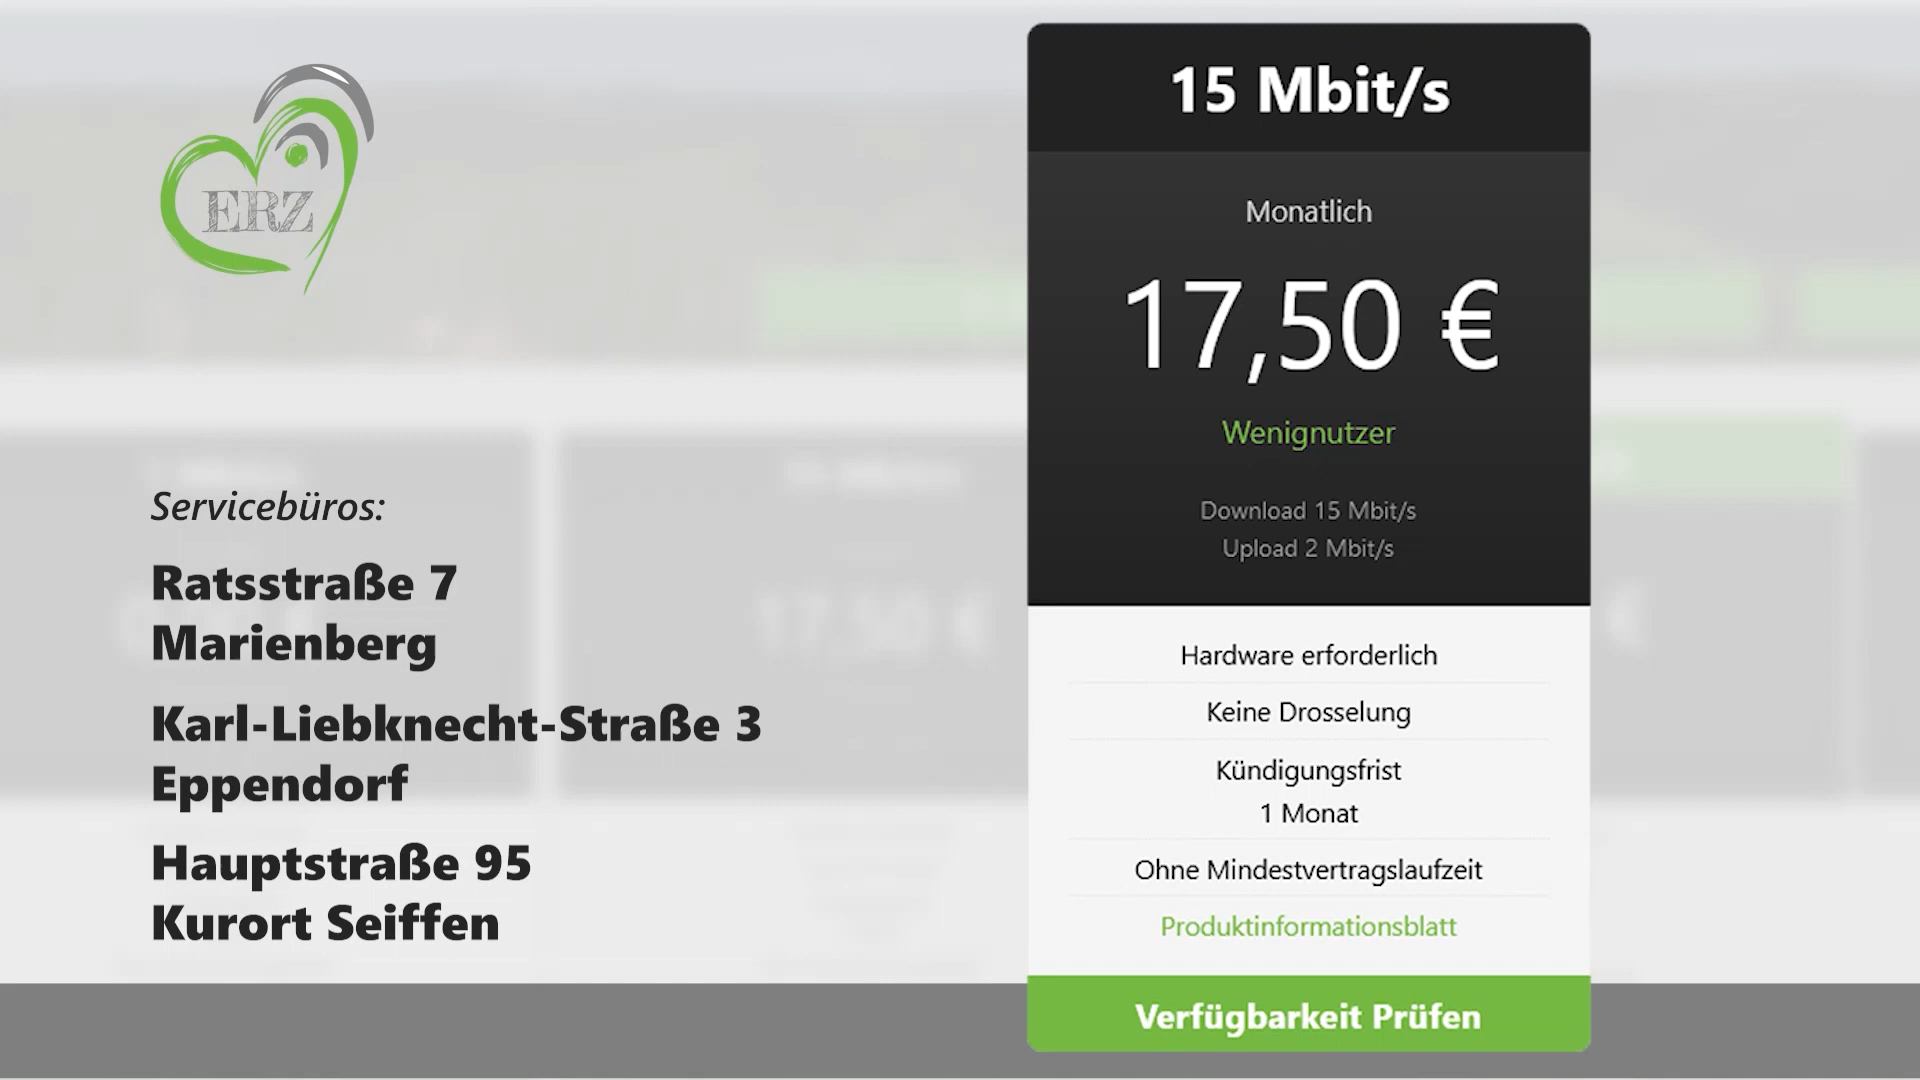 ERZ
Servicebüros:
Ratsstraße 7
Marienberg
Karl-Liebknecht-Straße 3
Eppendorf
Hauptstraße 95
Kurort Seiffen
15 Mbit/s
Monatlich
17,50 €
Wenignutzer
Download 15 Mbit/s
Upload 2 Mbit/s
Hardware erforderlich
Keine Drosselung
Kündigungsfrist
1 Monat
Ohne Mindestvertragslaufzeit
Produktinformationsblatt
Verfügbarkeit Prüfen
17,50 €